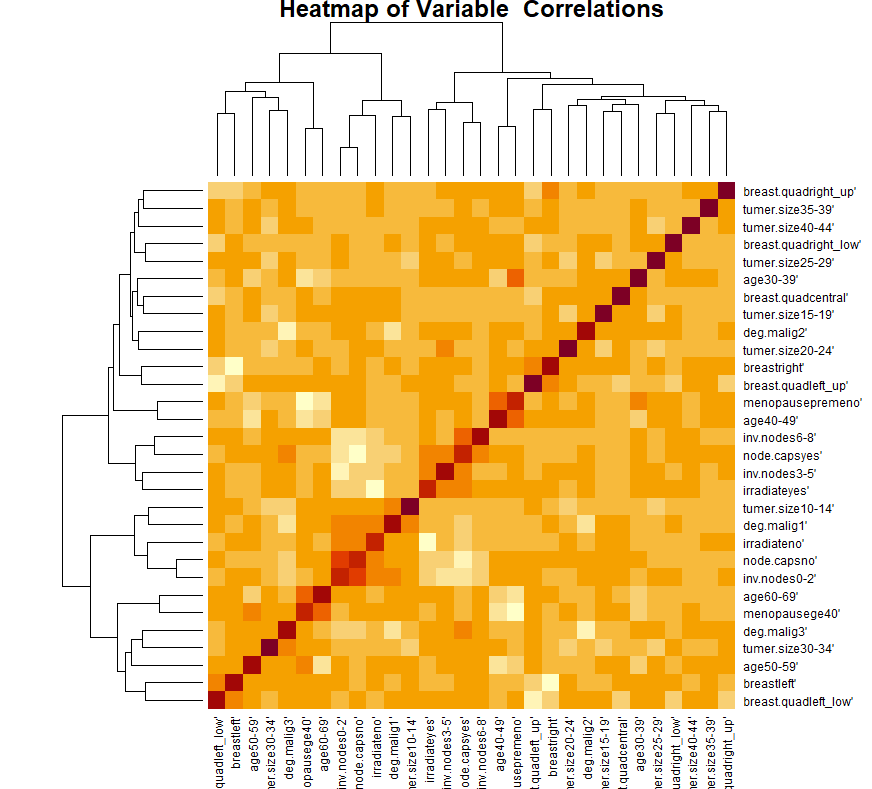 Heatmap of Variable  Correlations
breast.quadright_up'
tumer.size35-39'
tumer.size40-44'
breast.quadright_low'
tumer.size25-29'
age30-39'
breast.quadcentral'
tumer.size15-19'
deg.malig2'
tumer.size20-24'
breastright'
breast.quadleft_up'
menopausepremeno'
age40-49'
inv.nodes6-8'
node.capsyes'
inv.nodes3-5'
irradiateyes'
tumer.size10-14'
deg.malig1'
irradiateno'
node.capsno'
inv.nodes0-2'
age60-69'
menopausege40'
deg.malig3'
tumer.size30-34'
age50-59'
breastleft'
breast.quadleft_low'
quadleft_low'
breastleft'
age50-59'
ner.size30-34'
deg.malig3'
opausege40'
age60-69'
inv.nodes0-2'
node.capsno'
irradiateno'
deg.malig1'
ner.size10-14'
irradiateyes'
inv.nodes3-5'
ode.capsyes'
inv.nodes6-8'
age40-49'
usepremeno'
t.quadleft_up'
breastright'
ner.size20-24'
deg.malig2'
ner.size15-19'
t.quadcentral'
age30-39'
ner.size25-29'
uadright_low'
ner.size40-44'
ner.size35-39'
quadright_up'